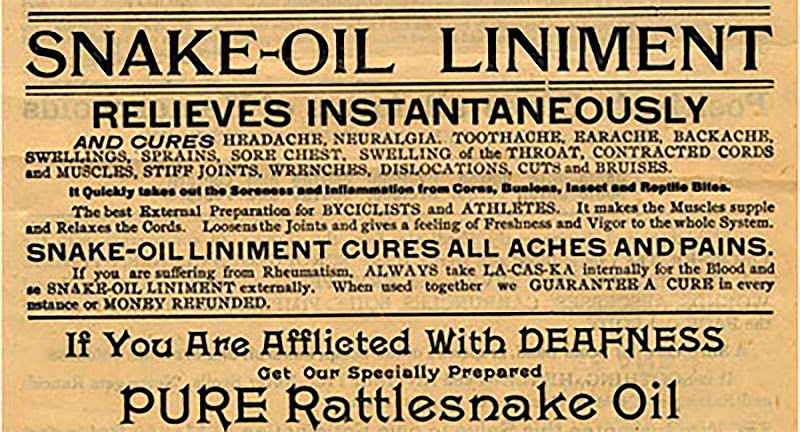 SNAKE-OIL LINIMENT
RELIEVES INSTANTANEOUSLY
AND CURES HEADACHE, NEURALGIA. TOOTHACHE, EARACHE, BACKACHE,
SWELLINGS, SPRAINS, SORE CHEST. SWELLING of the THROAT, CONTRACTED CORDS
and MUSCLES, STIFF JOINTS, WRENCHES, DISLOCATIONS, CUTS and BRUISES.
It Quickly takes out the Soreness and Inflammation from Corns, Bunions, Insect and Reptile Bites.
The best External Preparation for BYCICLISTS and ATHLETES. It makes the Muscles supple
and Relaxes the Cords. Loosens the Joints and gives a feeling of Freshness and Vigor to the whole System.
SNAKE-OIL LINIMENT CURES ALL ACHES AND PAINS.
If you are suffering from Rheumatism, ALWAYS take LA-CAS-KA internally for the Blood and
se SNAKE-OIL LINIMENT externally. When used together we GUARANTEE A CURE in every
nstance or MONEY REFUNDED.
If You Are Afflicted With DEAFNESS
Get Our Specially Prepared
PURE Rattlesnake Oil